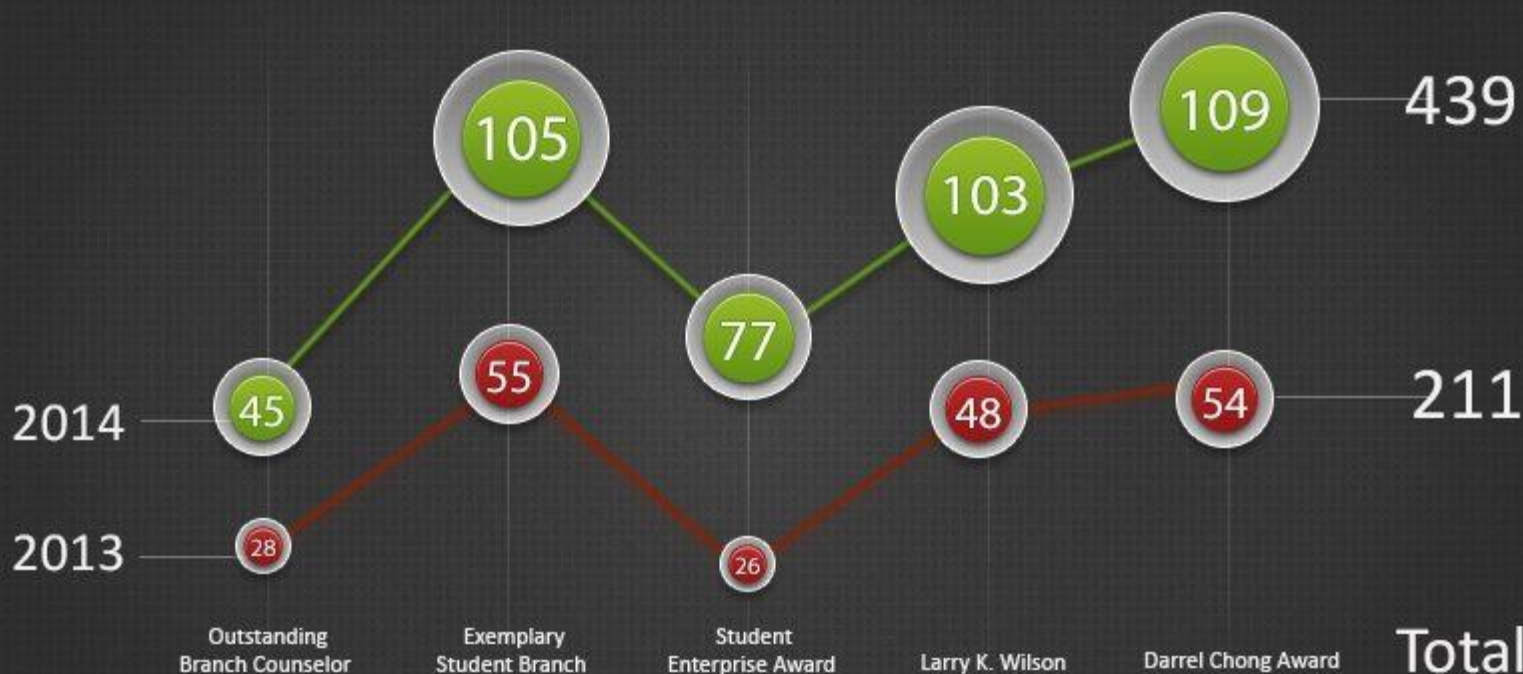 109
439
105
103
77
55
54
211
45
48
2014
28
26
2013
Outstanding
Branch Counselor
Exemplary
Student Branch
Student
Enterprise Award
Larry K. Wilson
Darrel Chong Award
Total